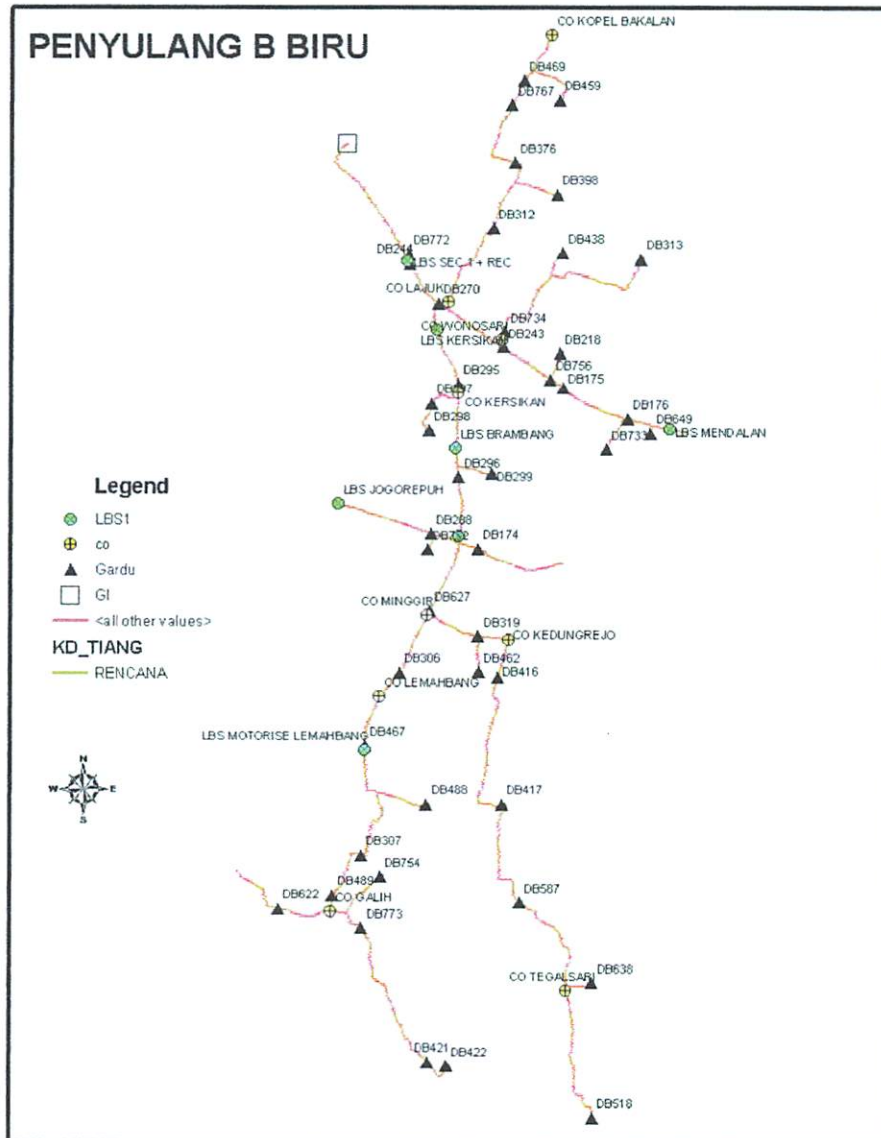 PENYULANG B BIRU
CO KOPEL BAKALAN
DB469
DB767
DB459
DB376
DB398
DB312
DB438
DB313
DB772
DB244
LBS SEC 1 + REC
CO LAJUK
DB270
CO WONOSARI
DB734
LBS KERSIKAN
DB243
DB218
DB756
DB175
DB295
CO KERSIKAN
DB298
DB176
DB649
DB733
LBS MENDALAN
LBS BRAMBANG
DB296
DB299
LBS JOGOREPUH
DB288
DB174
CO MINGGIR
DB627
DB319
CO KEDUNGREJO
DB306
DB462
DB416
CO LEMAHBANG
DB467
LBS MOTORISE LEMAHBANG
DB488
DB417
DB307
DB754
DB489
CO GALIH
DB622
DB773
DB587
CO TEGALSARI
DB638
DB421
DB422
DB518
Legend
LBS1
co
Gardu
GI
<all other values>
KD_TIANG
RENCANA
N
W
E
S